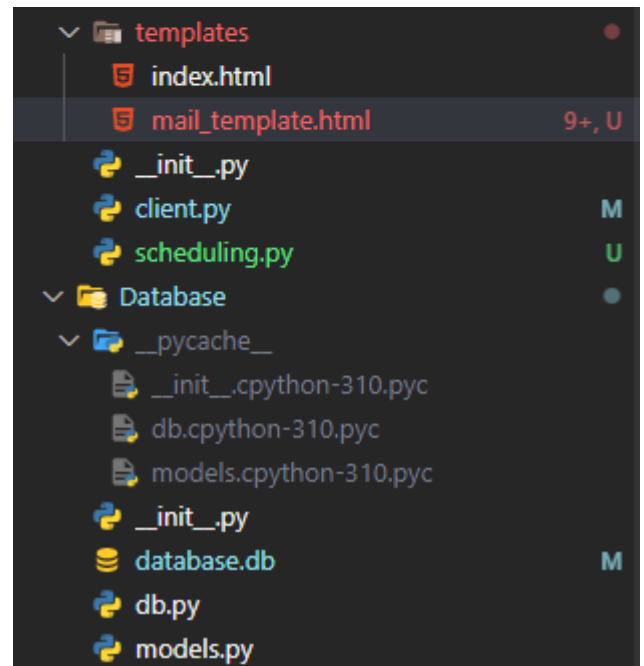 templates
index.html
mail_template.html 9+, U
__init__.py
client.py M
scheduling.py U
Database
__pycache__
__init__.cpython-310.pyc
db.cpython-310.pyc
models.cpython-310.pyc
__init__.py
database.db M
db.py
models.py